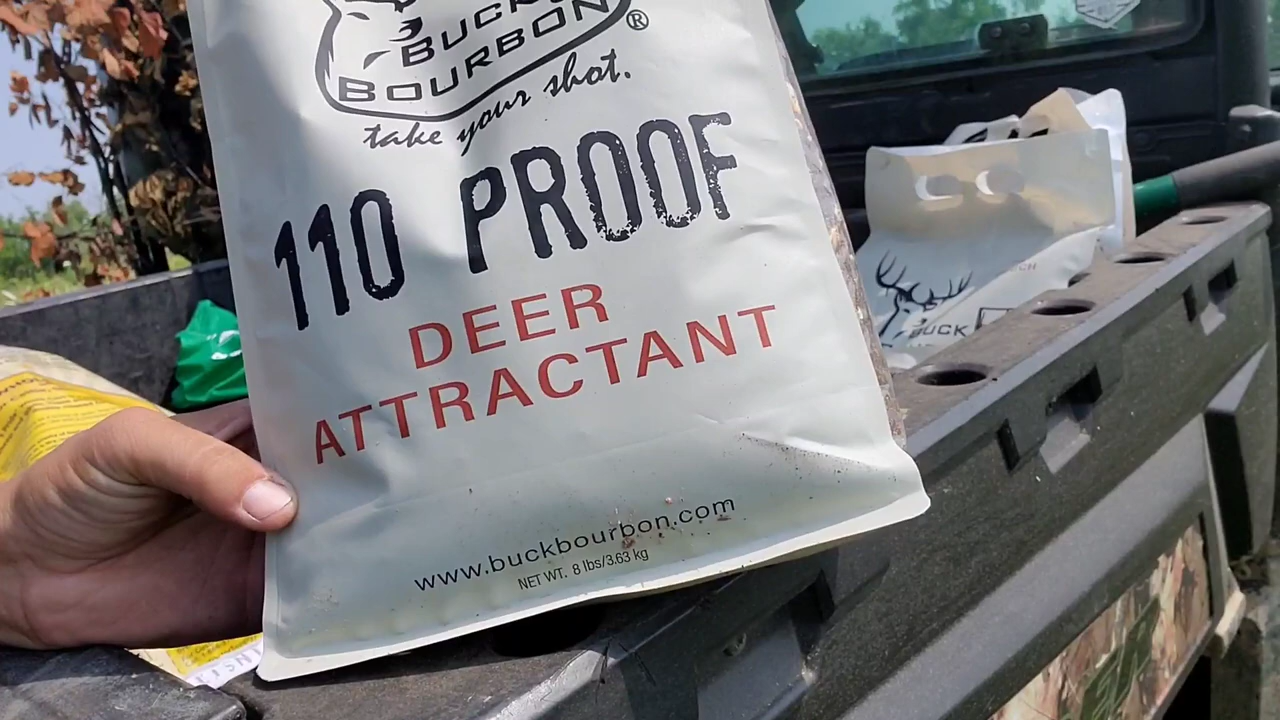 BUCK
BOURBON®
take your shot.
110 PROOF
DEER
ATTRACTANT
www.buckbourbon.com
NET WT. 8 lbs/3.63 kg
BUCK